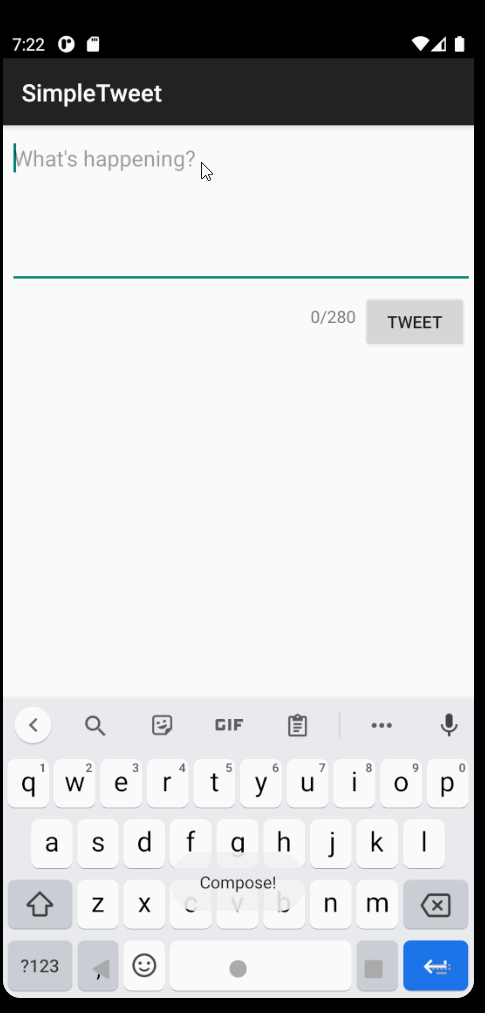 7:22
SimpleTweet
What's happening?
0/280 TWEET
GIF
q1 w2 e3 r4 t5 y6 u7 i8 o9 p0
a s d f g h j k l
Compose!
z x c v b n m
?123 ,